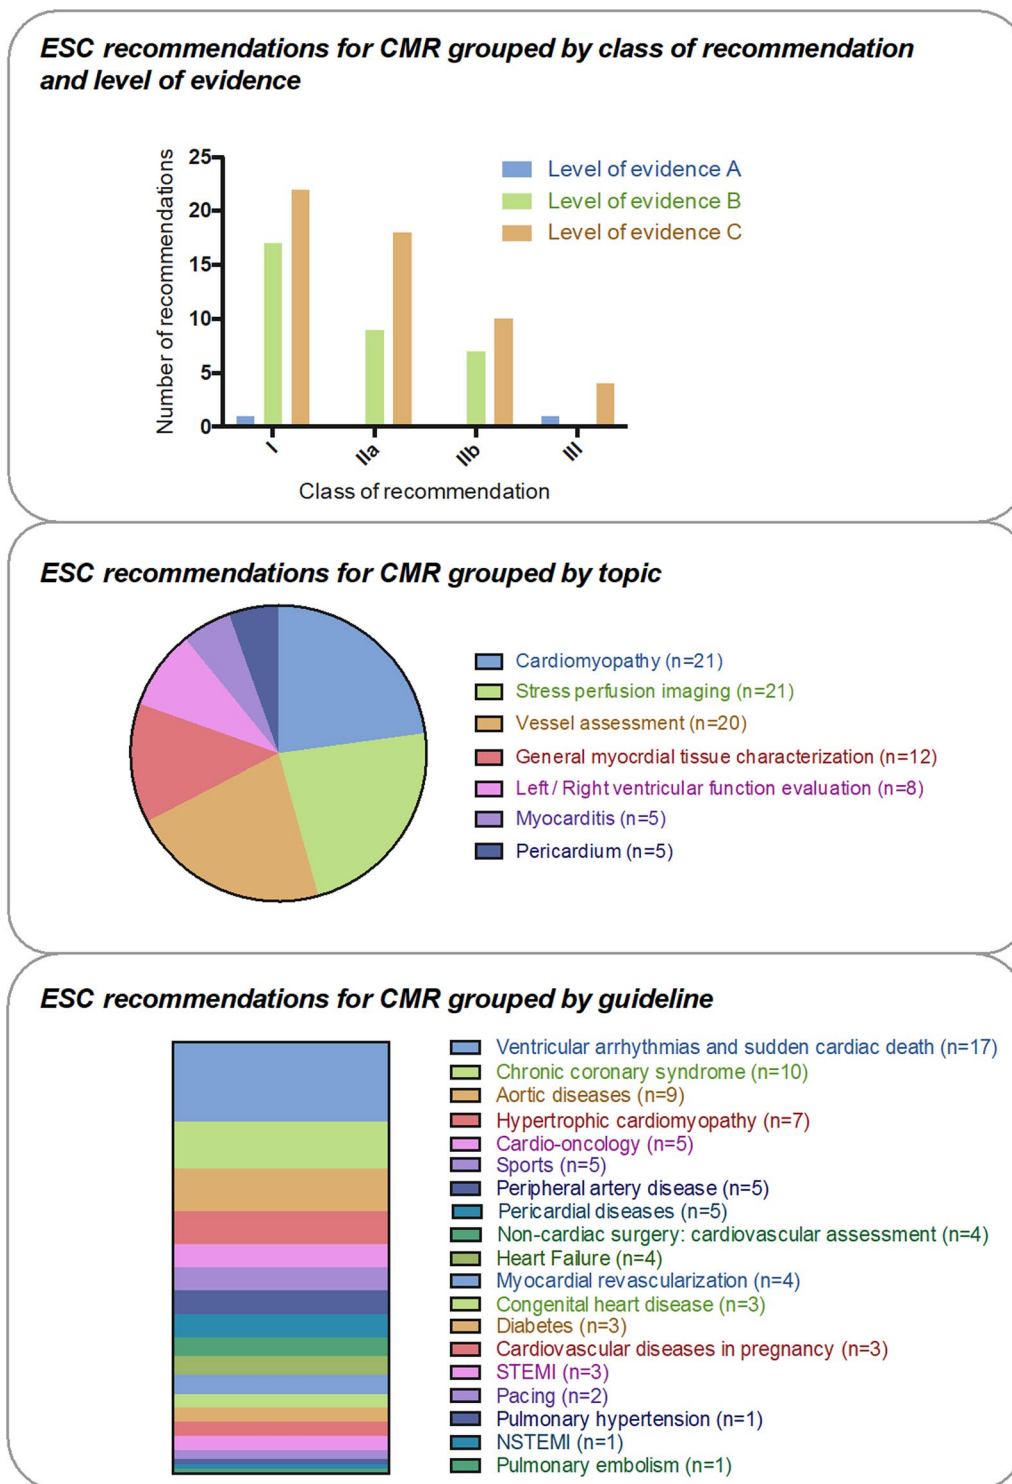 ESC recommendations for CMR grouped by class of recommendation
and level of evidence
Number of recommendations
25
20
15
10
5
0
Level of evidence A
Level of evidence B
Level of evidence C
I
IIa
IIb
III
Class of recommendation
ESC recommendations for CMR grouped by topic
Cardiomyopathy (n=21)
Stress perfusion imaging (n=21)
Vessel assessment (n=20)
General myocrdial tissue characterization (n=12)
Left / Right ventricular function evaluation (n=8)
Myocarditis (n=5)
Pericardium (n=5)
ESC recommendations for CMR grouped by guideline
Ventricular arrhythmias and sudden cardiac death (n=17)
Chronic coronary syndrome (n=10)
Aortic diseases (n=9)
Hypertrophic cardiomyopathy (n=7)
Cardio-oncology (n=5)
Sports (n=5)
Peripheral artery disease (n=5)
Pericardial diseases (n=5)
Non-cardiac surgery: cardiovascular assessment (n=4)
Heart Failure (n=4)
Myocardial revascularization (n=4)
Congenital heart disease (n=3)
Diabetes (n=3)
Cardiovascular diseases in pregnancy (n=3)
STEMI (n=3)
Pacing (n=2)
Pulmonary hypertension (n=1)
NSTEMI (n=1)
Pulmonary embolism (n=1)